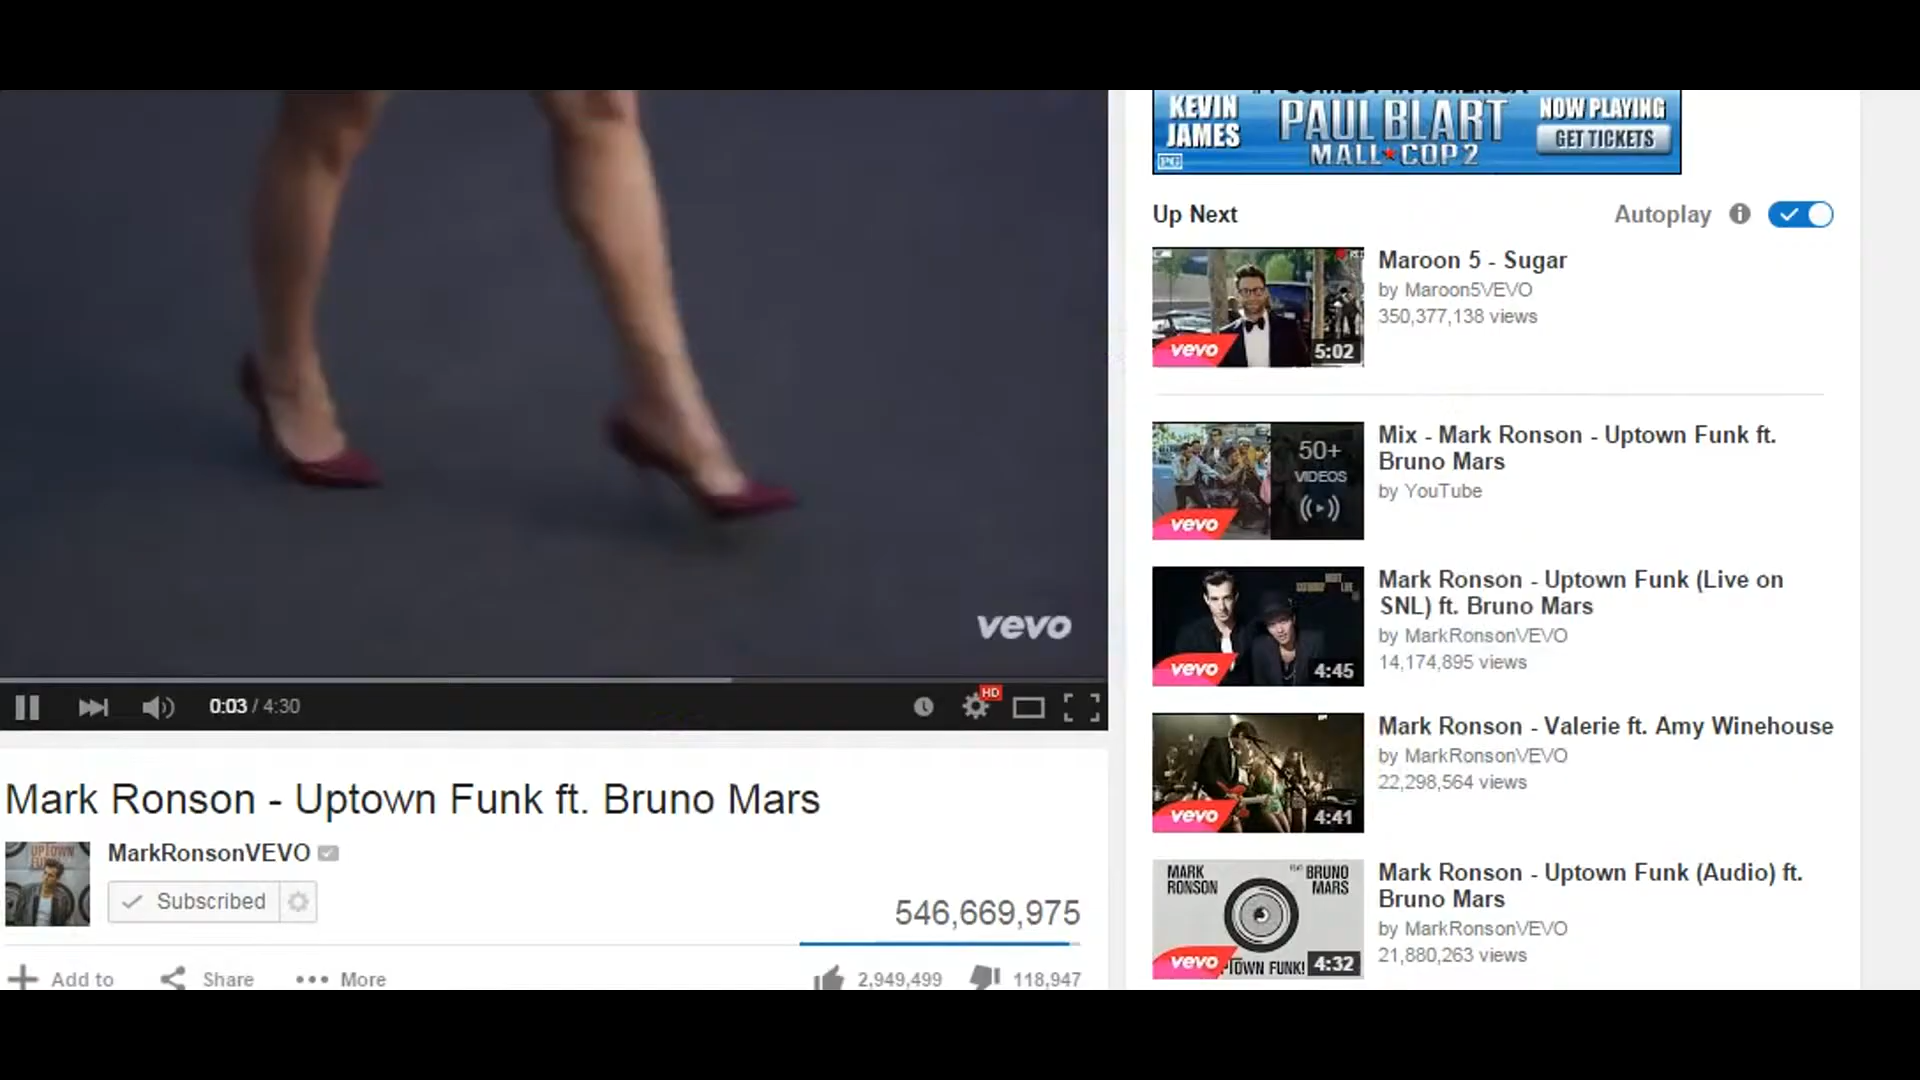 KEVIN
JAMES
PG
COMEDY IN AMERICA
PAUL BLART
MALL COP 2
NOW PLAYING
GET TICKETS
Up Next
Autoplay
Maroon 5 - Sugar
by Maroon5VEVO
350,377,138 views
vevo
5:02
Mix - Mark Ronson - Uptown Funk ft.
Bruno Mars
by YouTube
50+
VIDEOS
vevo
Mark Ronson - Uptown Funk (Live on
SNL) ft. Bruno Mars
by MarkRonsonVEVO
14,174,895 views
vevo
4:45
Mark Ronson - Valerie ft. Amy Winehouse
by MarkRonsonVEVO
22,298,564 views
vevo
4:41
Mark Ronson - Uptown Funk (Audio) ft.
Bruno Mars
by MarkRonsonVEVO
21,880,263 views
MARK
RONSON
BRUNO
MARS
vevo
PTOWN FUNK!
4:32
vevo
0:03 / 4:30
HD
Mark Ronson - Uptown Funk ft. Bruno Mars
UPTOWN
MarkRonsonVEVO
Subscribed
546,669,975
Add to
Share
More
2,949,499
118,947